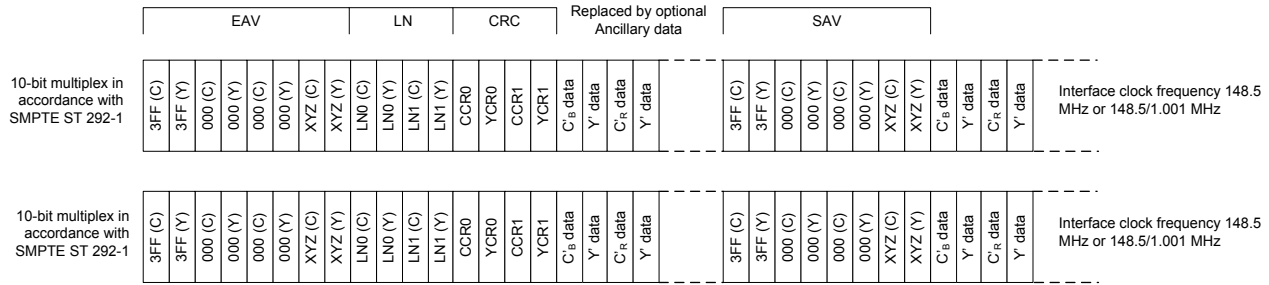 EAV
LN
CRC
Replaced by optional
Ancillary data
SAV
10-bit multiplex in
accordance with
SMPTE ST 292-1
3FF (C)
3FF (Y)
000 (C)
000 (Y)
000 (C)
000 (Y)
XYZ (C)
XYZ (Y)
LN0 (C)
LN0 (Y)
LN1 (C)
LN1 (Y)
CCR0
YCR0
CCR1
YCR1
C'B data
Y' data
C'R data
Y' data
3FF (C)
3FF (Y)
000 (C)
000 (Y)
000 (C)
000 (Y)
XYZ (C)
XYZ (Y)
C'B data
Y' data
C'R data
Y' data
Interface clock frequency 148.5
MHz or 148.5/1.001 MHz
10-bit multiplex in
accordance with
SMPTE ST 292-1
3FF (C)
3FF (Y)
000 (C)
000 (Y)
000 (C)
000 (Y)
XYZ (C)
XYZ (Y)
LN0 (C)
LN0 (Y)
LN1 (C)
LN1 (Y)
CCR0
YCR0
CCR1
YCR1
C'B data
Y' data
C'R data
Y' data
3FF (C)
3FF (Y)
000 (C)
000 (Y)
000 (C)
000 (Y)
XYZ (C)
XYZ (Y)
C'B data
Y' data
C'R data
Y' data
Interface clock frequency 148.5
MHz or 148.5/1.001 MHz